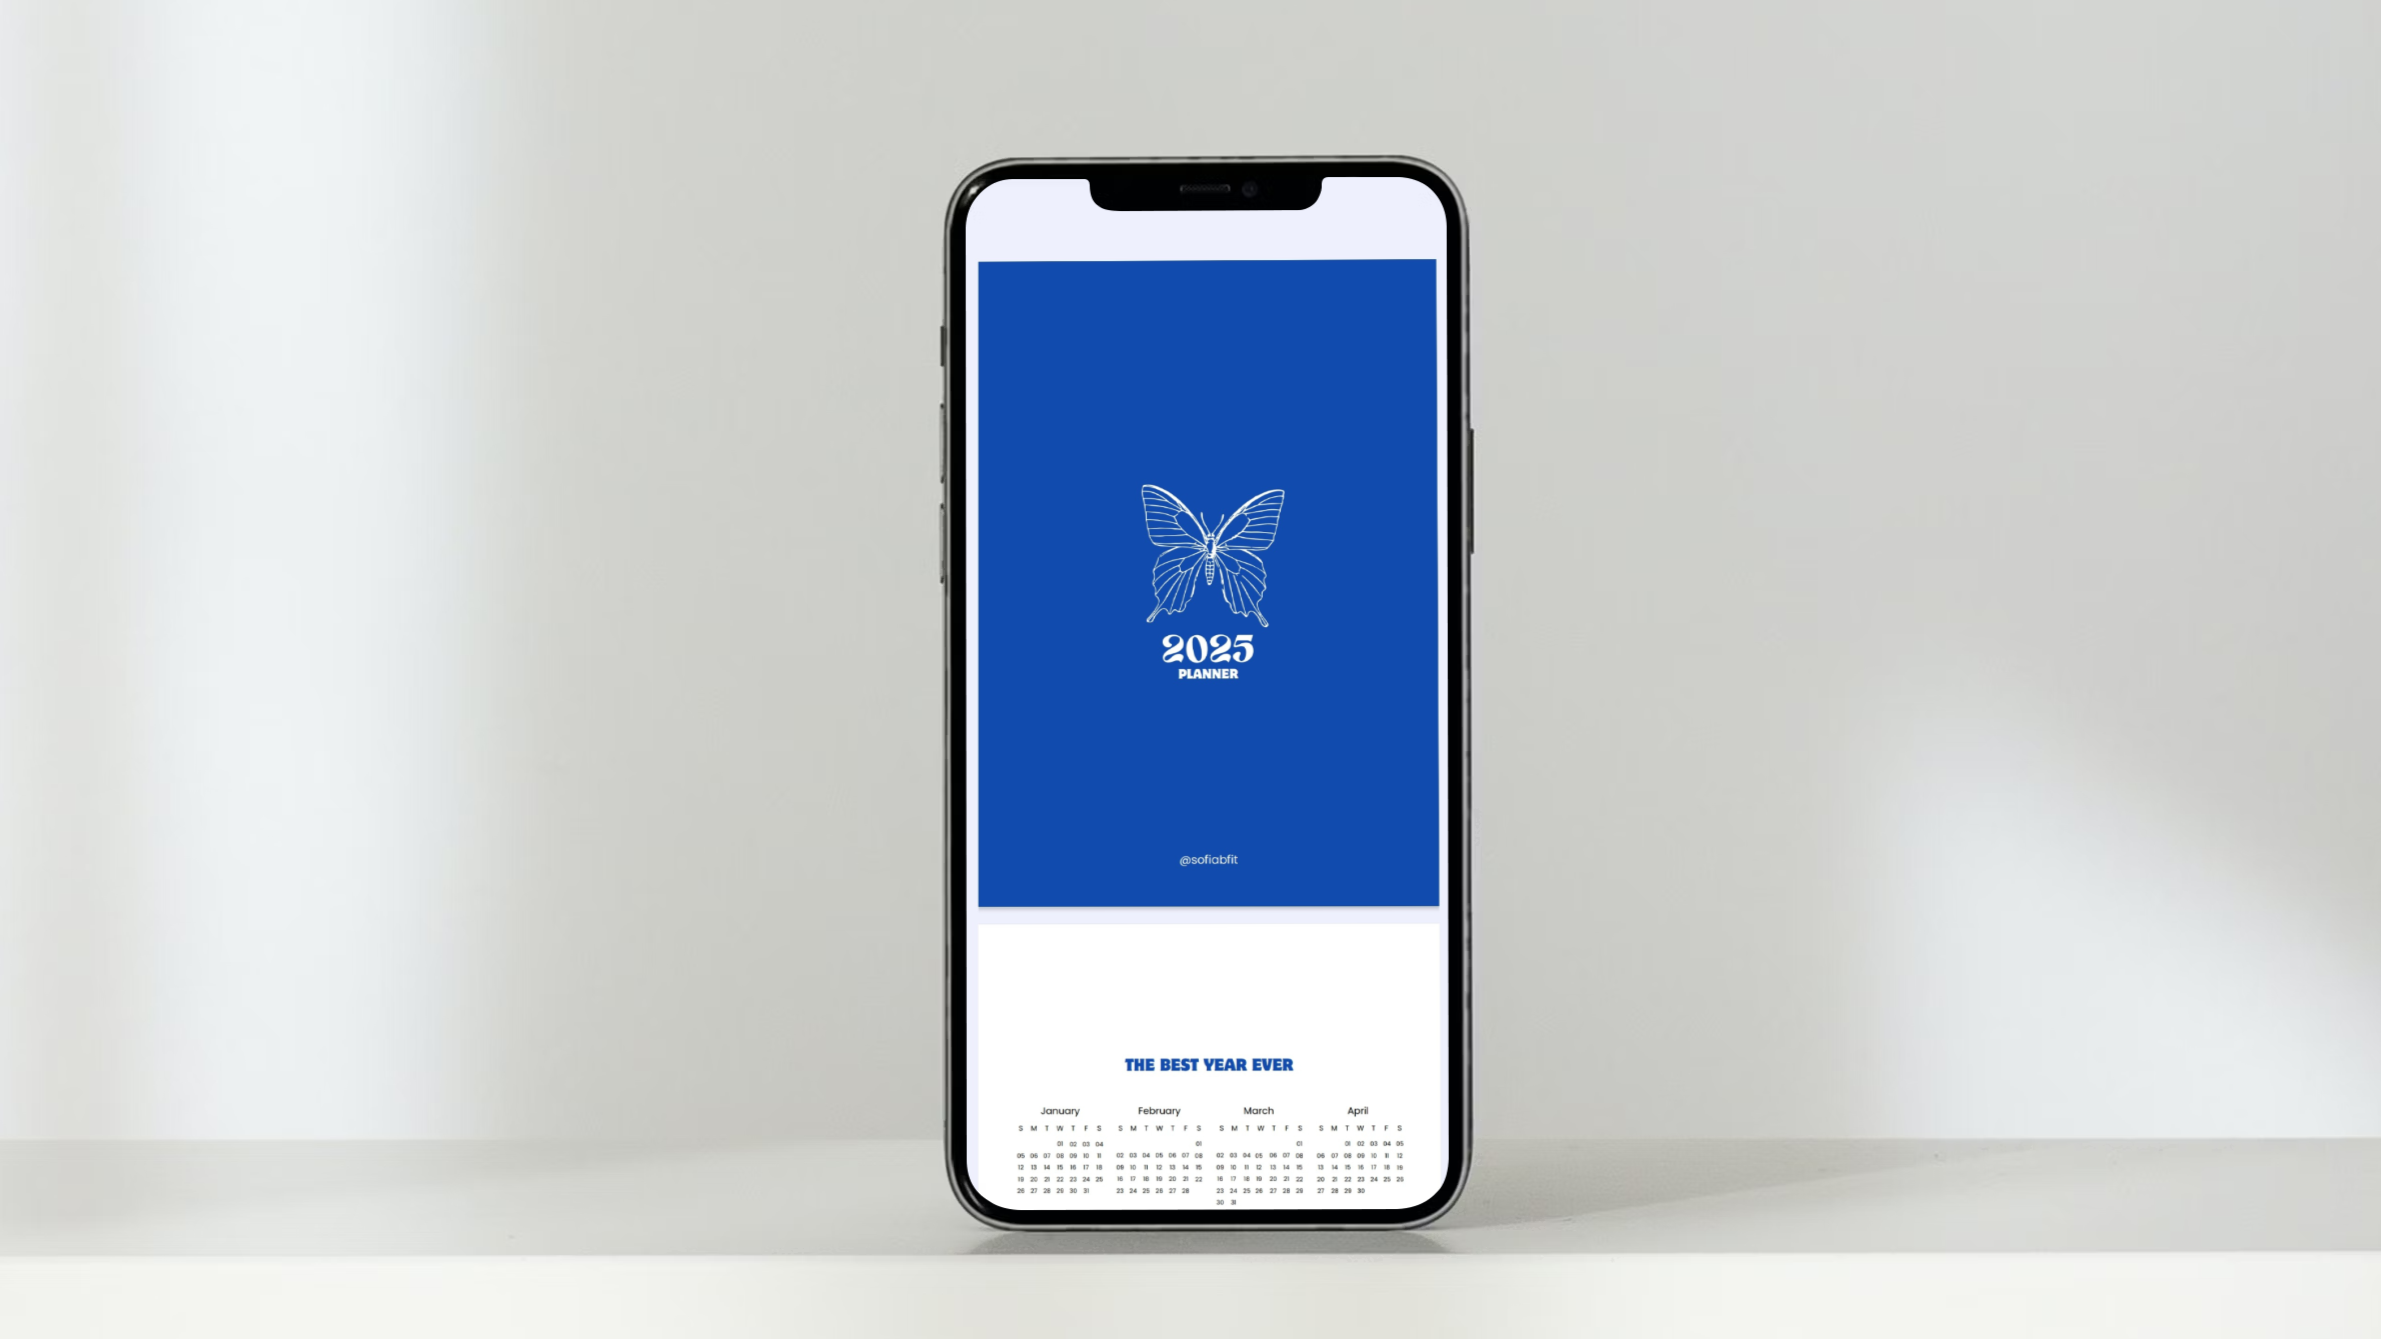 2025
PLANNER
@sofiabfit
THE BEST YEAR EVER
January February March April
S M T W T F S S M T W T F S S M T W T F S S M T W T F S
01 02 03 04 01 01 01 02 03 04 05
05 06 07 08 09 10 11 02 03 04 05 06 07 08 02 03 04 05 06 07 08 06 07 08 09 10 11 12
12 13 14 15 16 17 18 09 10 11 12 13 14 15 09 10 11 12 13 14 15 13 14 15 16 17 18 19
19 20 21 22 23 24 25 16 17 18 19 20 21 22 16 17 18 19 20 21 22 20 21 22 23 24 25 26
26 27 28 29 30 31 23 24 25 26 27 28 23 24 25 26 27 28 29 27 28 29 30
30 31